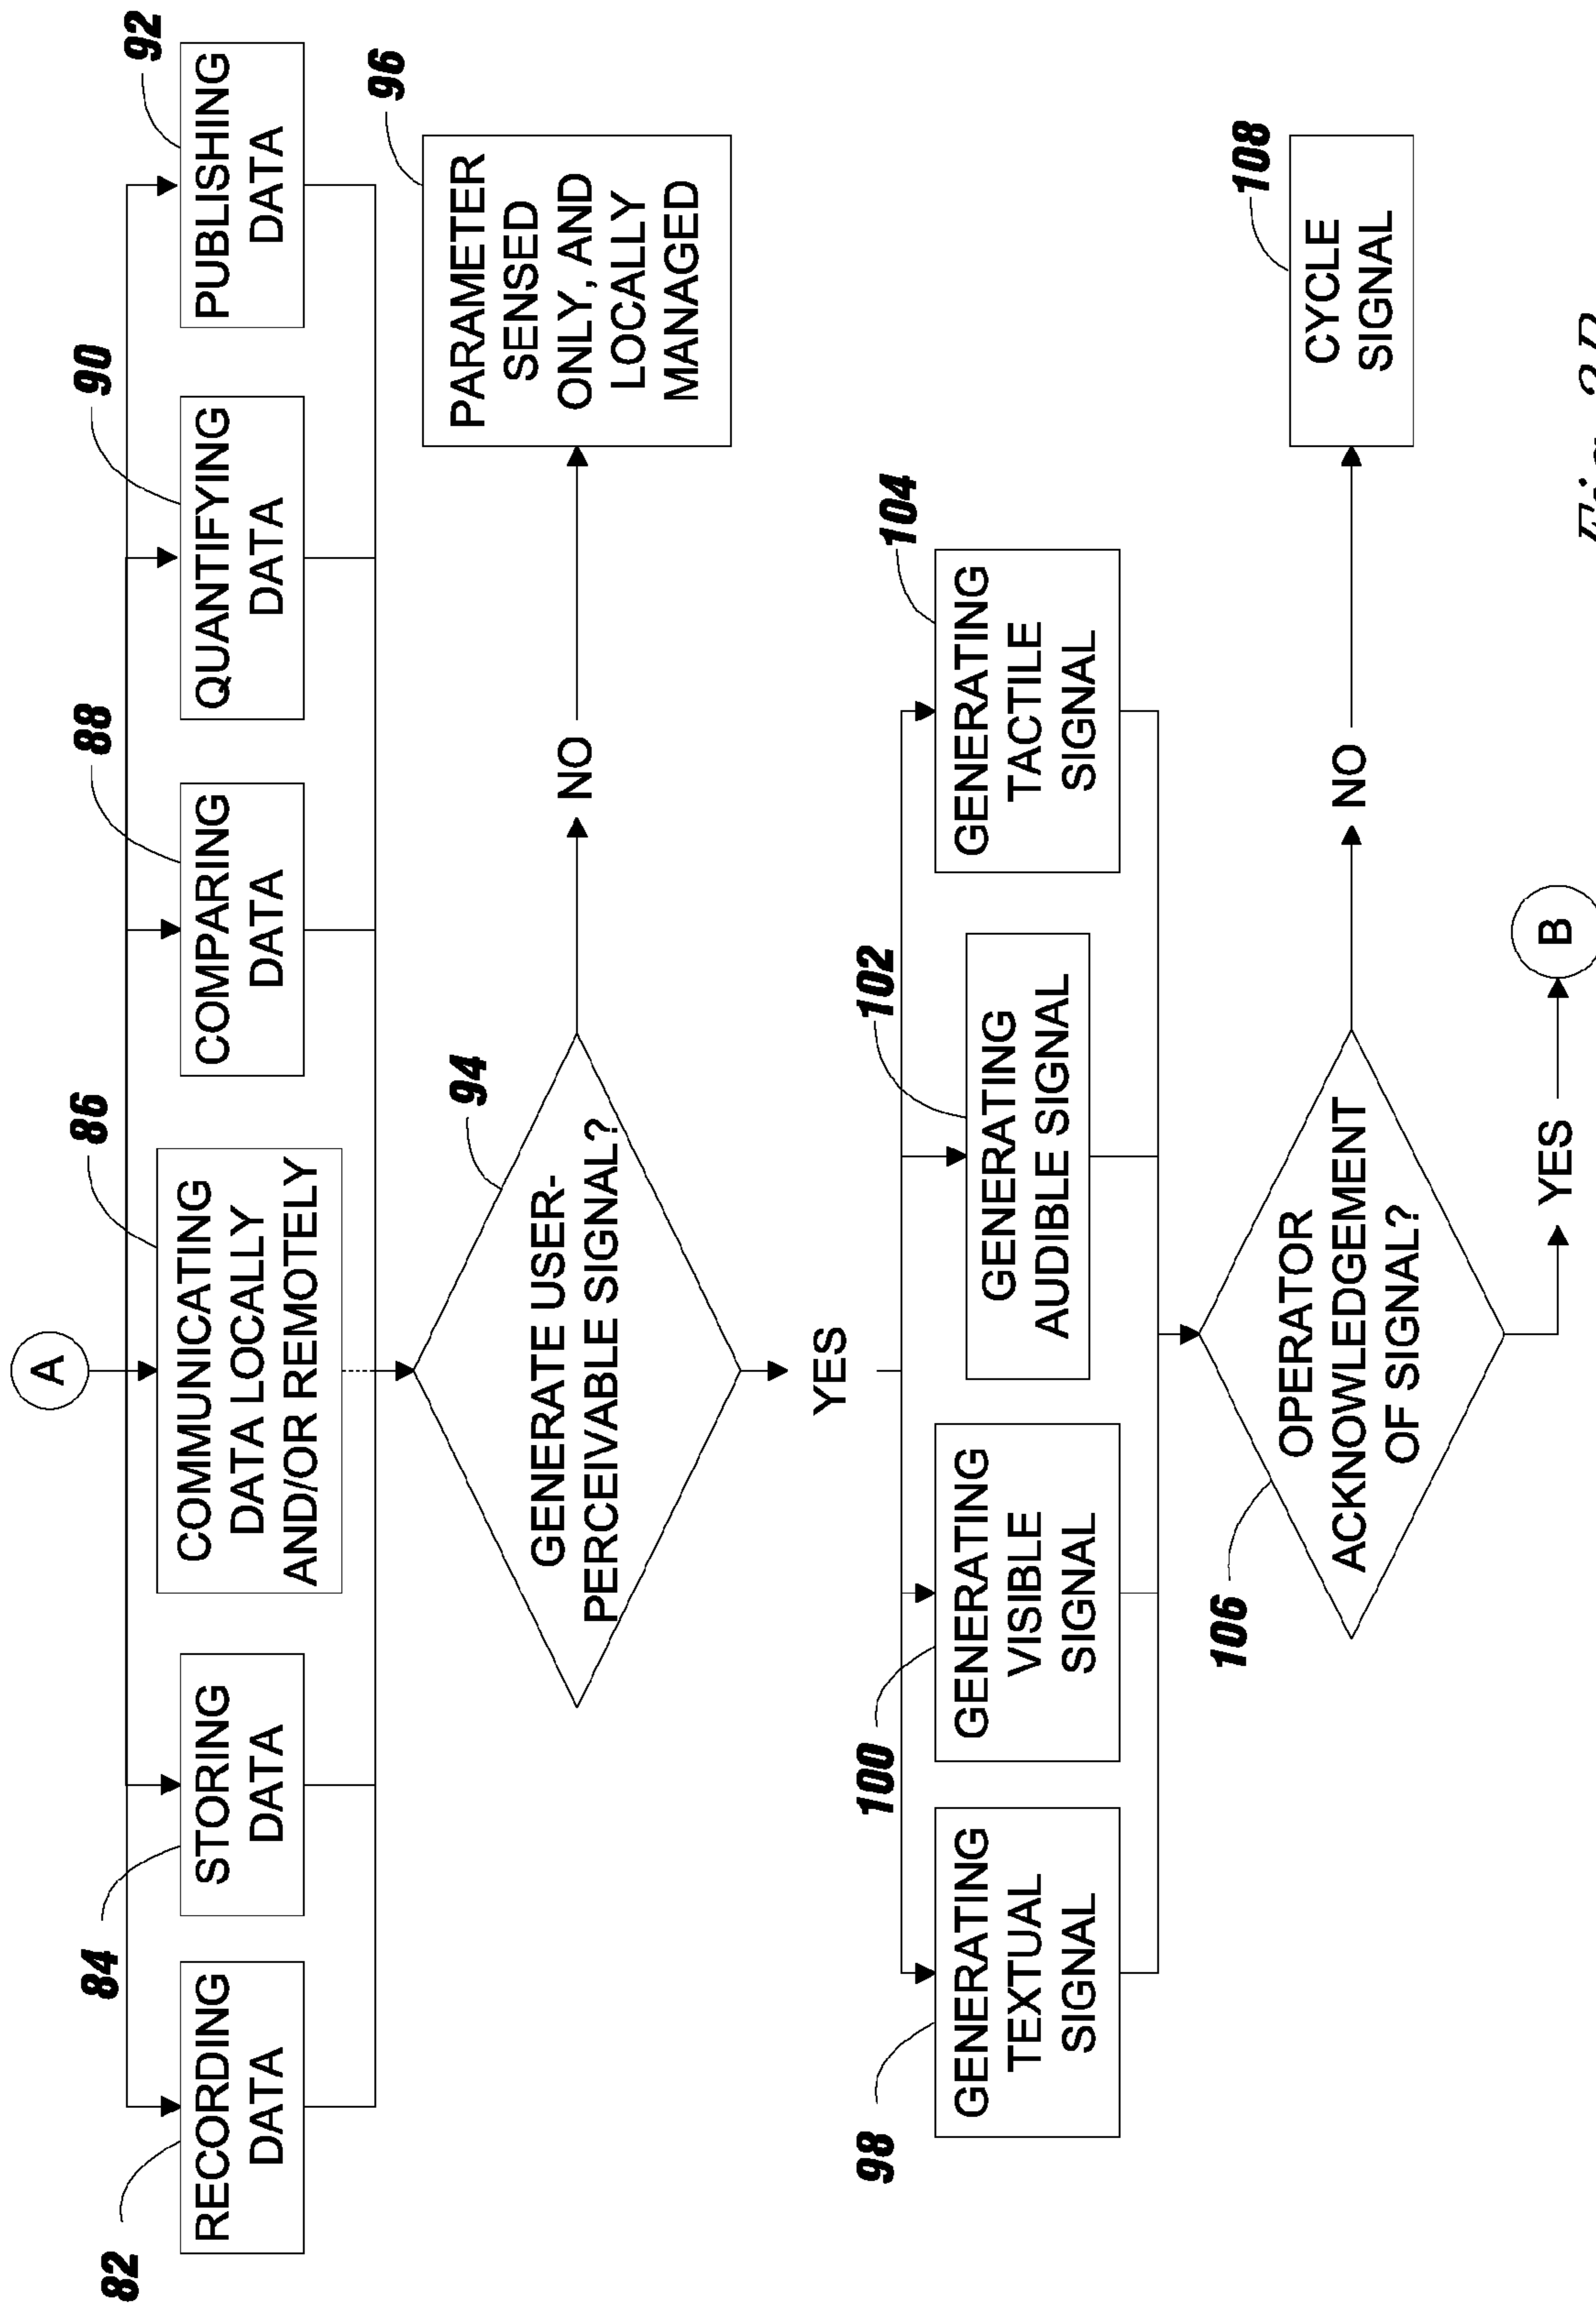 A
82
84
86
88
90
92
RECORDING
DATA
STORING
DATA
COMMUNICATING
DATA LOCALLY
AND/OR REMOTELY
COMPARING
DATA
QUANTIFYING
DATA
PUBLISHING
DATA
94
GENERATE USER-
PERCEIVABLE SIGNAL?
NO
96
PARAMETER
SENSED
ONLY, AND
LOCALLY
MANAGED
YES
98
GENERATING
TEXTUAL
SIGNAL
100
GENERATING
VISIBLE
SIGNAL
102
GENERATING
AUDIBLE SIGNAL
104
GENERATING
TACTILE
SIGNAL
106
OPERATOR
ACKNOWLEDGEMENT
OF SIGNAL?
NO
108
CYCLE
SIGNAL
YES
B